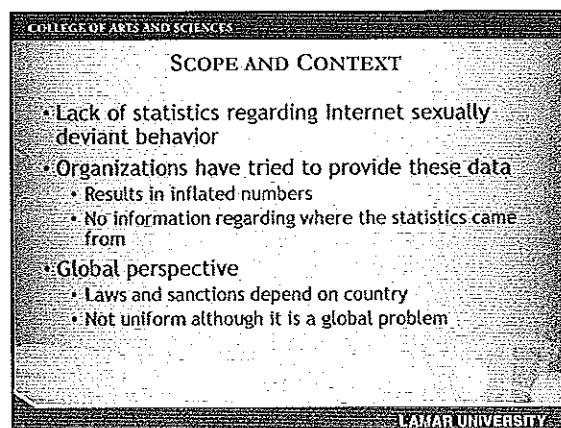 COLLEGE OF ARTS AND SCIENCES
SCOPE AND CONTEXT
• Lack of statistics regarding Internet sexually
deviant behavior
• Organizations have tried to provide these data
• Results in inflated numbers
• No information regarding where the statistics came
from
• Global perspective
• Laws and sanctions depend on country
• Not uniform although it is a global problem
LAMAR UNIVERSITY